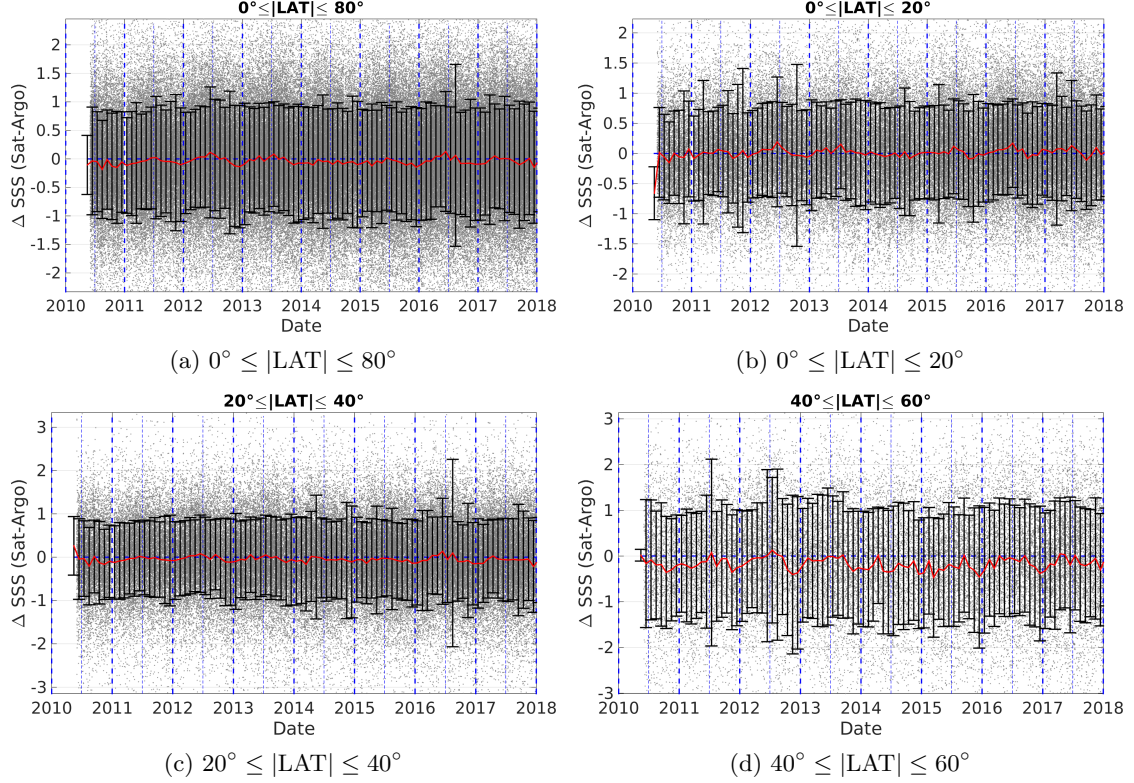 0°≤|LAT|≤ 80°
Δ SSS (Sat-Argo)
2
1.5
1
0.5
0
-0.5
-1
-1.5
-2
2010 2011 2012 2013 2014 2015 2016 2017 2018
Date
(a) 0° ≤ |LAT| ≤ 80°
0°≤|LAT|≤ 20°
Δ SSS (Sat-Argo)
2
1.5
1
0.5
0
-0.5
-1
-1.5
-2
2010 2011 2012 2013 2014 2015 2016 2017 2018
Date
(b) 0° ≤ |LAT| ≤ 20°
20°≤|LAT|≤ 40°
Δ SSS (Sat-Argo)
3
2
1
0
-1
-2
-3
2010 2011 2012 2013 2014 2015 2016 2017 2018
Date
(c) 20° ≤ |LAT| ≤ 40°
40°≤|LAT|≤ 60°
Δ SSS (Sat-Argo)
3
2
1
0
-1
-2
-3
2010 2011 2012 2013 2014 2015 2016 2017 2018
Date
(d) 40° ≤ |LAT| ≤ 60°